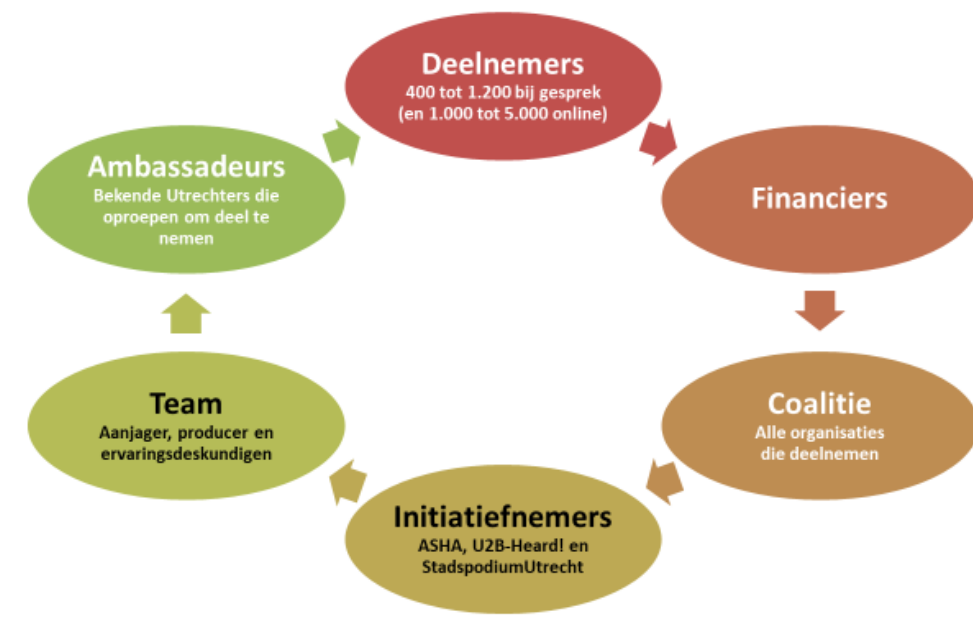 Deelnemers
400 tot 1.200 bij gesprek
(en 1.000 tot 5.000 online)
Financiers
Coalitie
Alle organisaties
die deelnemen
Initiatiefnemers
ASHA, U2B-Heard! en
StadspodiumUtrecht
Team
Aanjager, producer en
ervaringsdeskundigen
Ambassadeurs
Bekende Utrechters die
oproepen om deel te
nemen